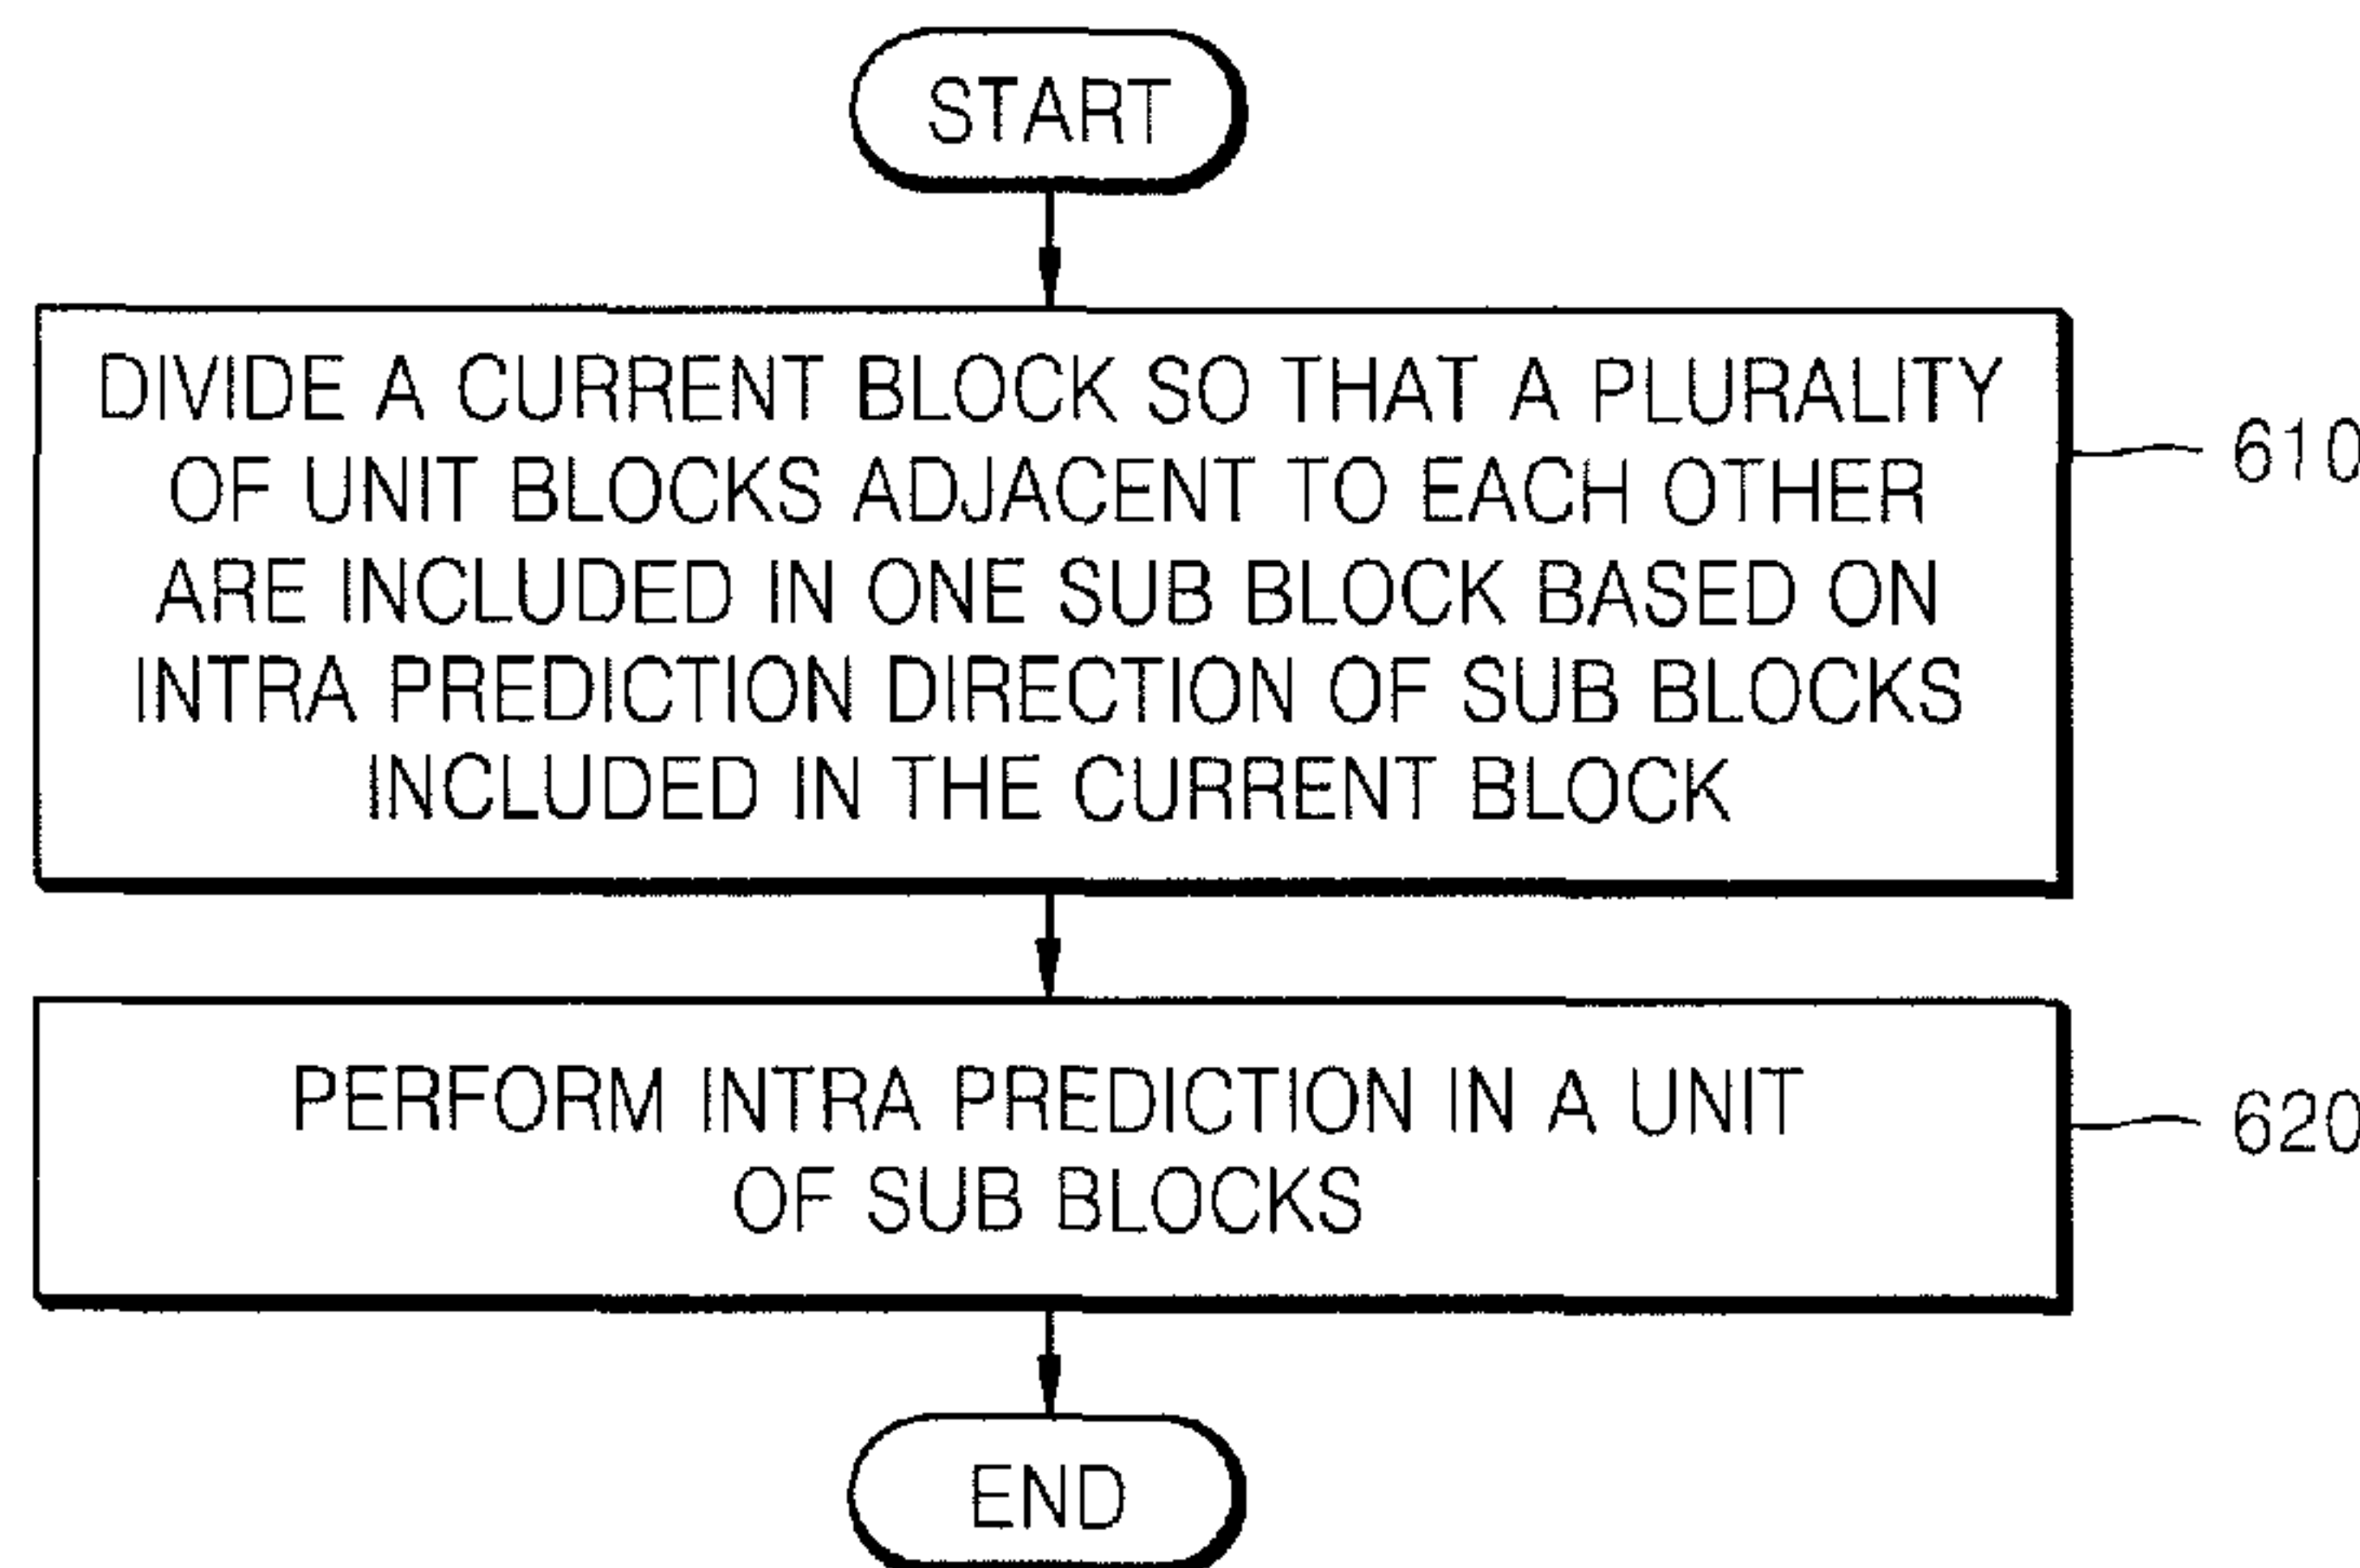 START
DIVIDE A CURRENT BLOCK SO THAT A PLURALITY
OF UNIT BLOCKS ADJACENT TO EACH OTHER
ARE INCLUDED IN ONE SUB BLOCK BASED ON
INTRA PREDICTION DIRECTION OF SUB BLOCKS
INCLUDED IN THE CURRENT BLOCK
610
PERFORM INTRA PREDICTION IN A UNIT
OF SUB BLOCKS
620
END